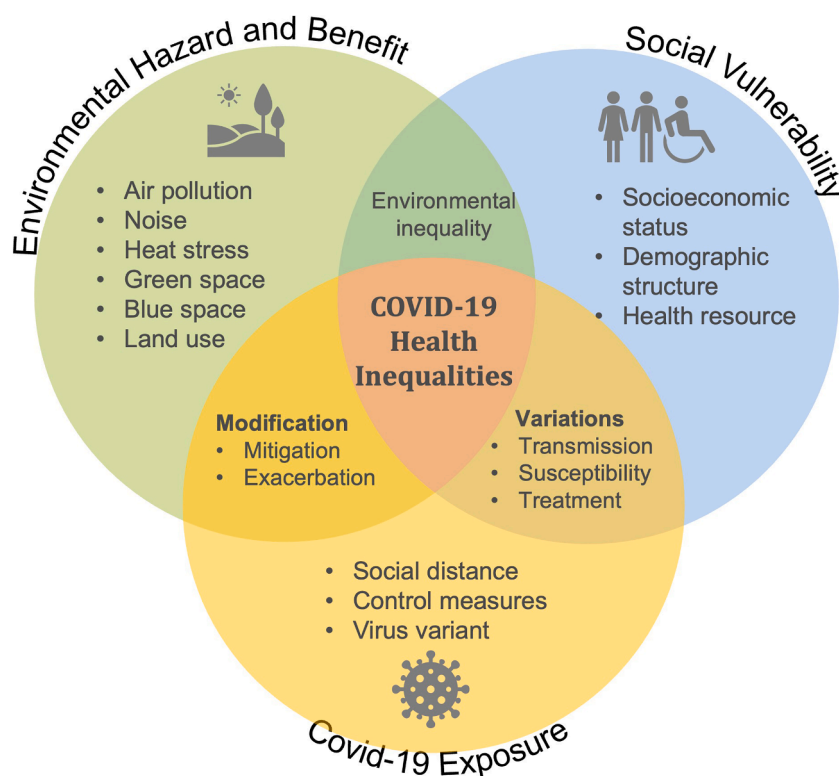 Environmental Hazard and Benefit
Social Vulnerability
• Air pollution
• Noise
• Heat stress
• Green space
• Blue space
• Land use
Environmental
inequality
• Socioeconomic
status
• Demographic
structure
• Health resource
COVID-19
Health
Inequalities
Modification
• Mitigation
• Exacerbation
Variations
• Transmission
• Susceptibility
• Treatment
• Social distance
• Control measures
• Virus variant
Covid-19 Exposure